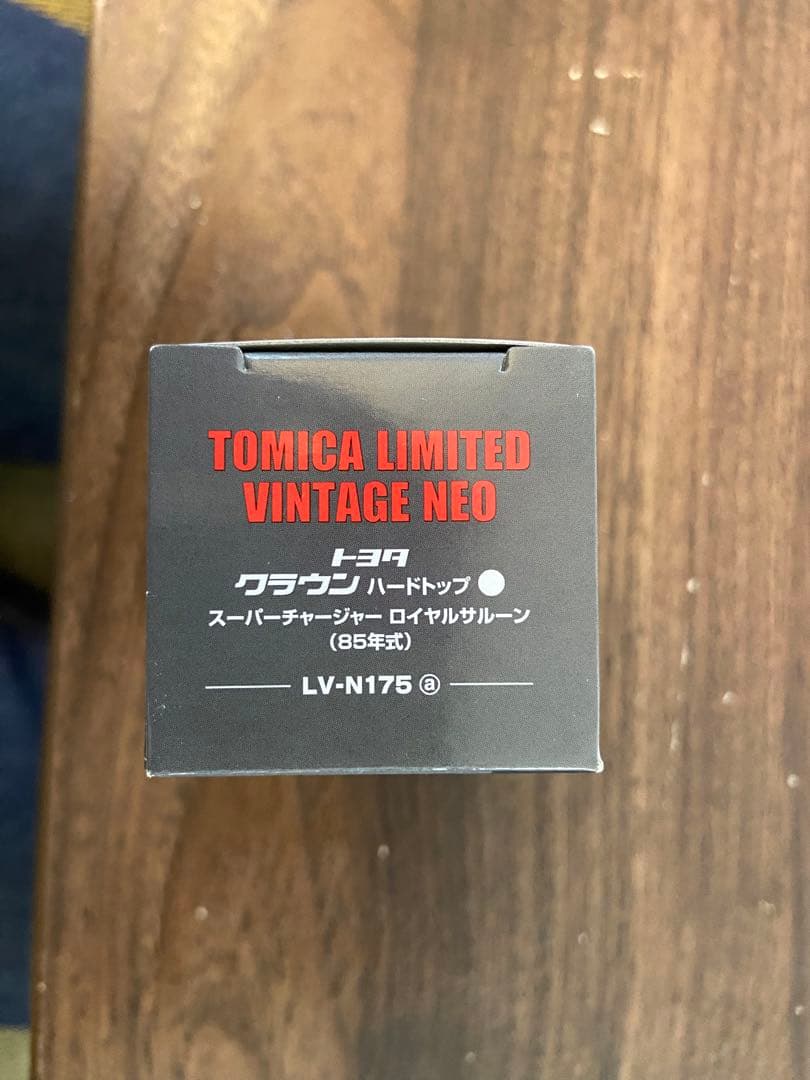 TOMICA LIMITED
VINTAGE NEO
トヨタ
クラウン ハードトップ
スーパーチャージャー ロイヤルサルーン
（85年式）
LV-N175 ⓐ